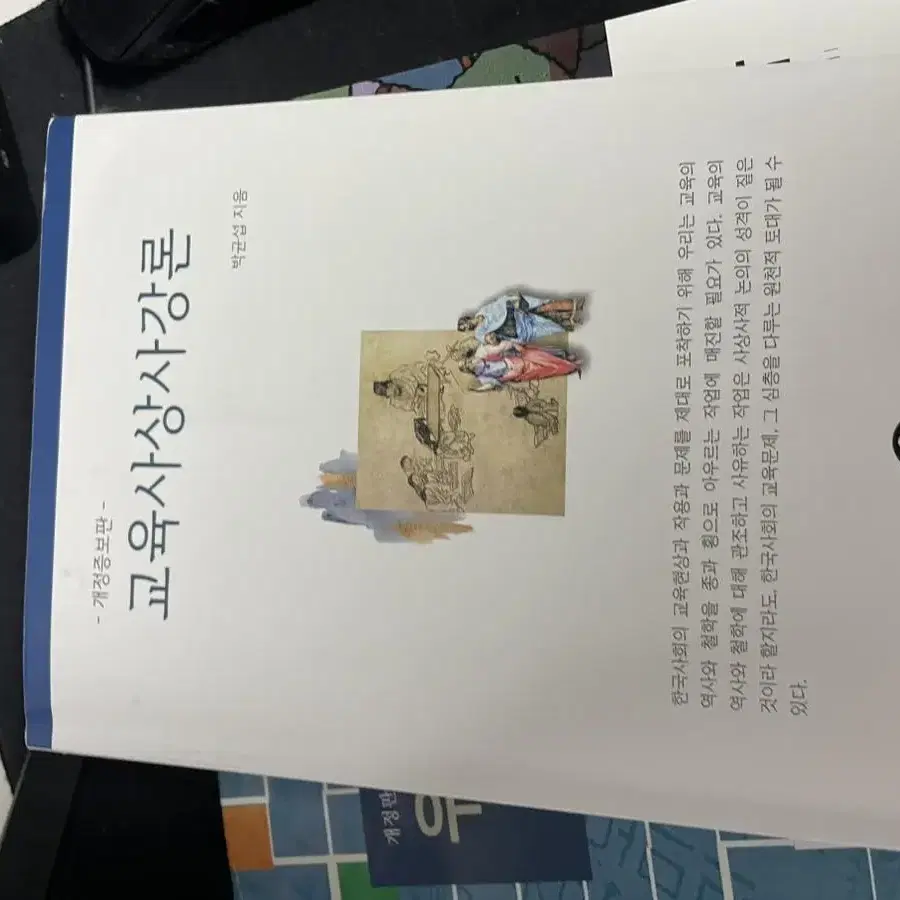 - 개정증보판 -
교육사상사강론
박균섭 지음
한국사회의 교육현상과 작용과 문제를 제대로 포착하기 위해 우리는 교육의
역사와 철학을 종과 횡으로 아우르는 작업에 매진할 필요가 있다. 교육의
역사와 철학에 대해 관조하고 사유하는 작업은 사상사적 논의의 성격이 짙은
것이라 할지라도, 한국사회의 교육문제, 그 심층을 다루는 원천적 토대가 될 수
있다.
개정판